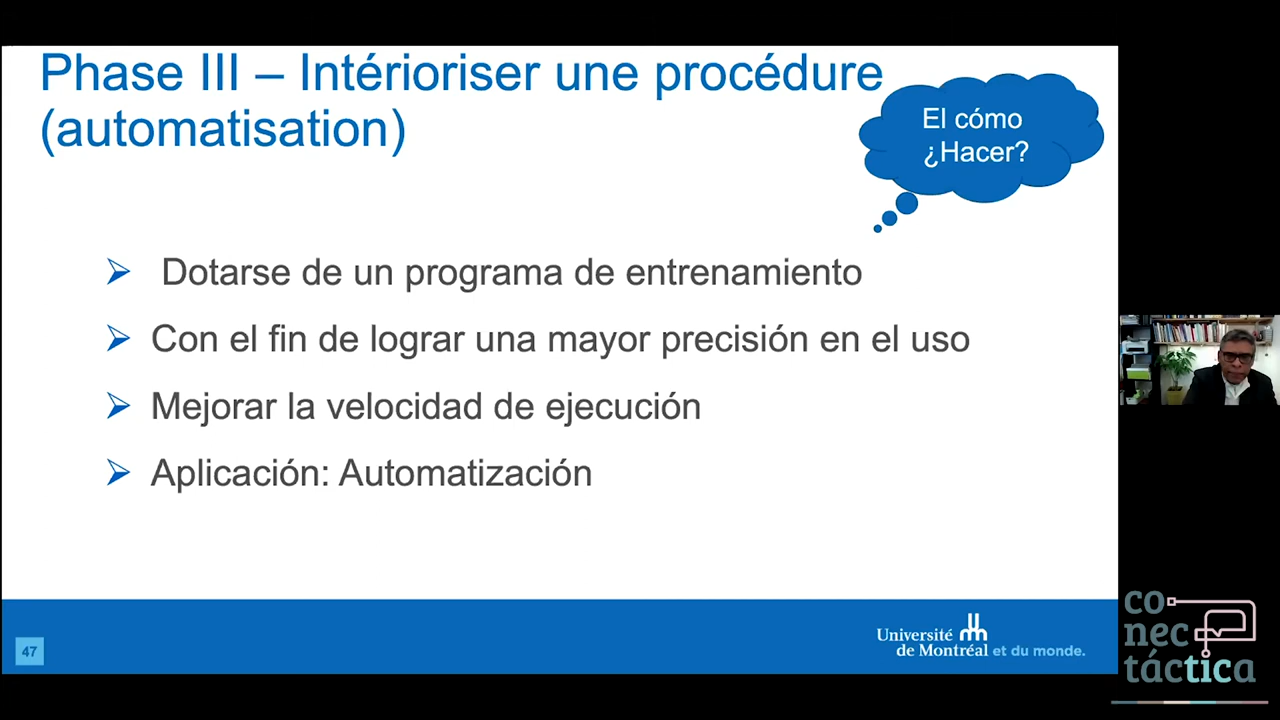 Phase III – Intérioriser une procédure
(automatisation)
El cómo
¿Hacer?
Dotarse de un programa de entrenamiento
Con el fin de lograr una mayor precisión en el uso
Mejorar la velocidad de ejecución
Aplicación: Automatización
47
Université
de Montréal et du monde.
co
nec
táctica